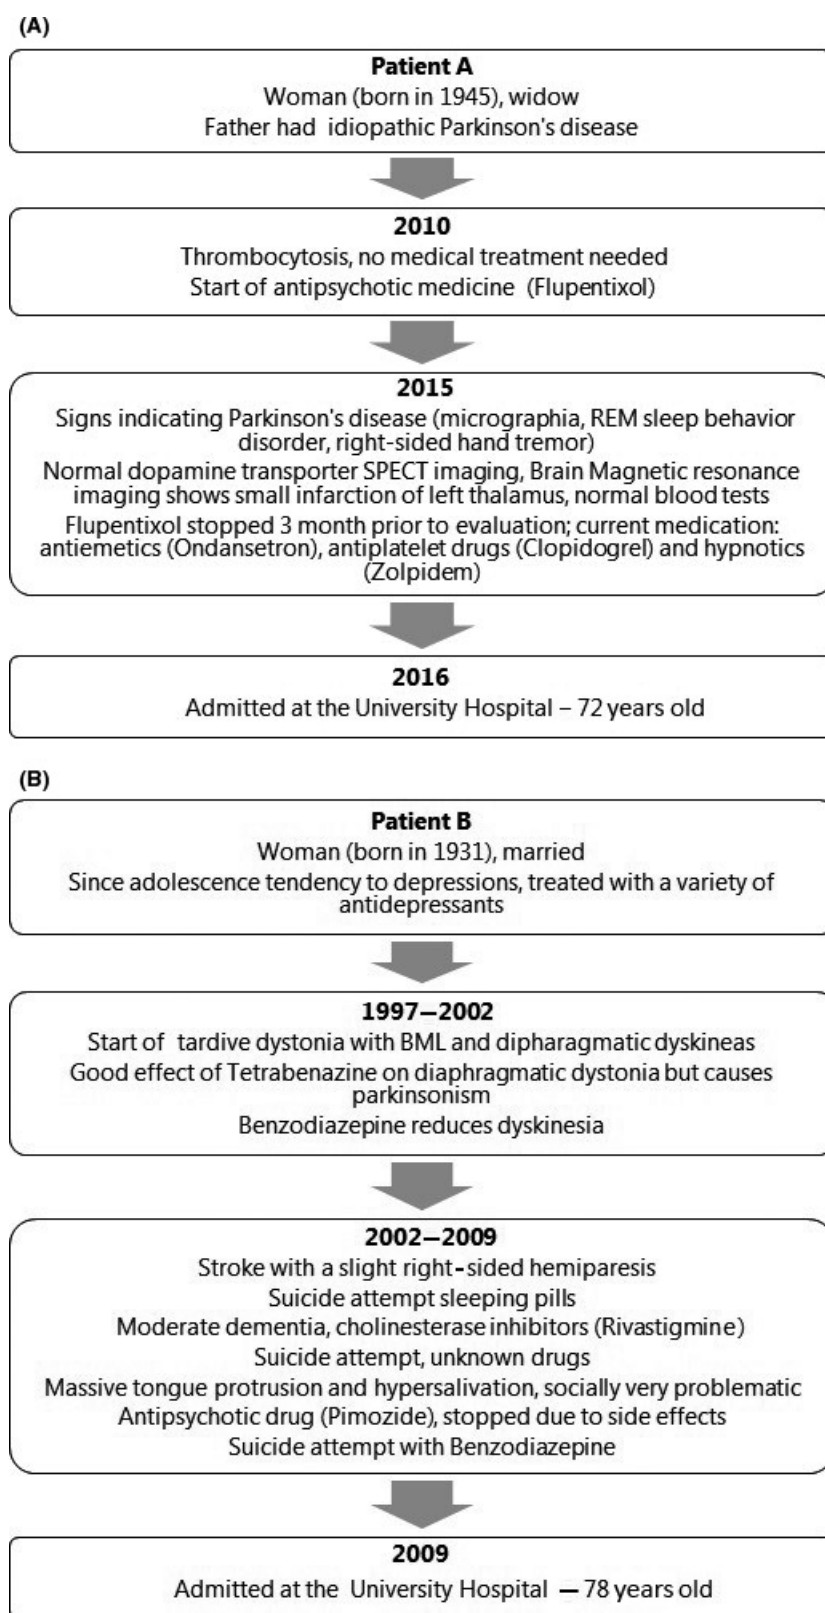 (A)
Patient A
Woman (born in 1945), widow
Father had idiopathic Parkinson's disease
2010
Thrombocytosis, no medical treatment needed
Start of antipsychotic medicine (Flupentixol)
2015
Signs indicating Parkinson's disease (micrographia, REM sleep behavior
disorder, right-sided hand tremor)
Normal dopamine transporter SPECT imaging, Brain Magnetic resonance
imaging shows small infarction of left thalamus, normal blood tests
Flupentixol stopped 3 month prior to evaluation; current medication:
antiemetics (Ondansetron), antiplatelet drugs (Clopidogrel) and hypnotics
(Zolpidem)
2016
Admitted at the University Hospital – 72 years old
(B)
Patient B
Woman (born in 1931), married
Since adolescence tendency to depressions, treated with a variety of
antidepressants
1997–2002
Start of tardive dystonia with BML and dipharagmatic dyskineas
Good effect of Tetrabenazine on diaphragmatic dystonia but causes
parkinsonism
Benzodiazepine reduces dyskinesia
2002–2009
Stroke with a slight right-sided hemiparesis
Suicide attempt sleeping pills
Moderate dementia, cholinesterase inhibitors (Rivastigmine)
Suicide attempt, unknown drugs
Massive tongue protrusion and hypersalivation, socially very problematic
Antipsychotic drug (Pimozide), stopped due to side effects
Suicide attempt with Benzodiazepine
2009
Admitted at the University Hospital — 78 years old